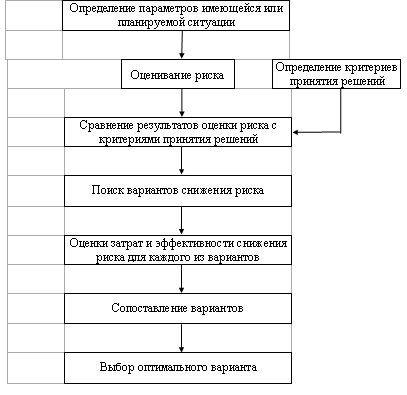 Определение параметров имеющейся или
планируемой ситуации
Оценивание риска
Определение критериев
принятия решений
Сравнение результатов оценки риска с
критериями принятия решений
Поиск вариантов снижения риска
Оценки затрат и эффективности снижения
риска для каждого из вариантов
Сопоставление вариантов
Выбор оптимального варианта